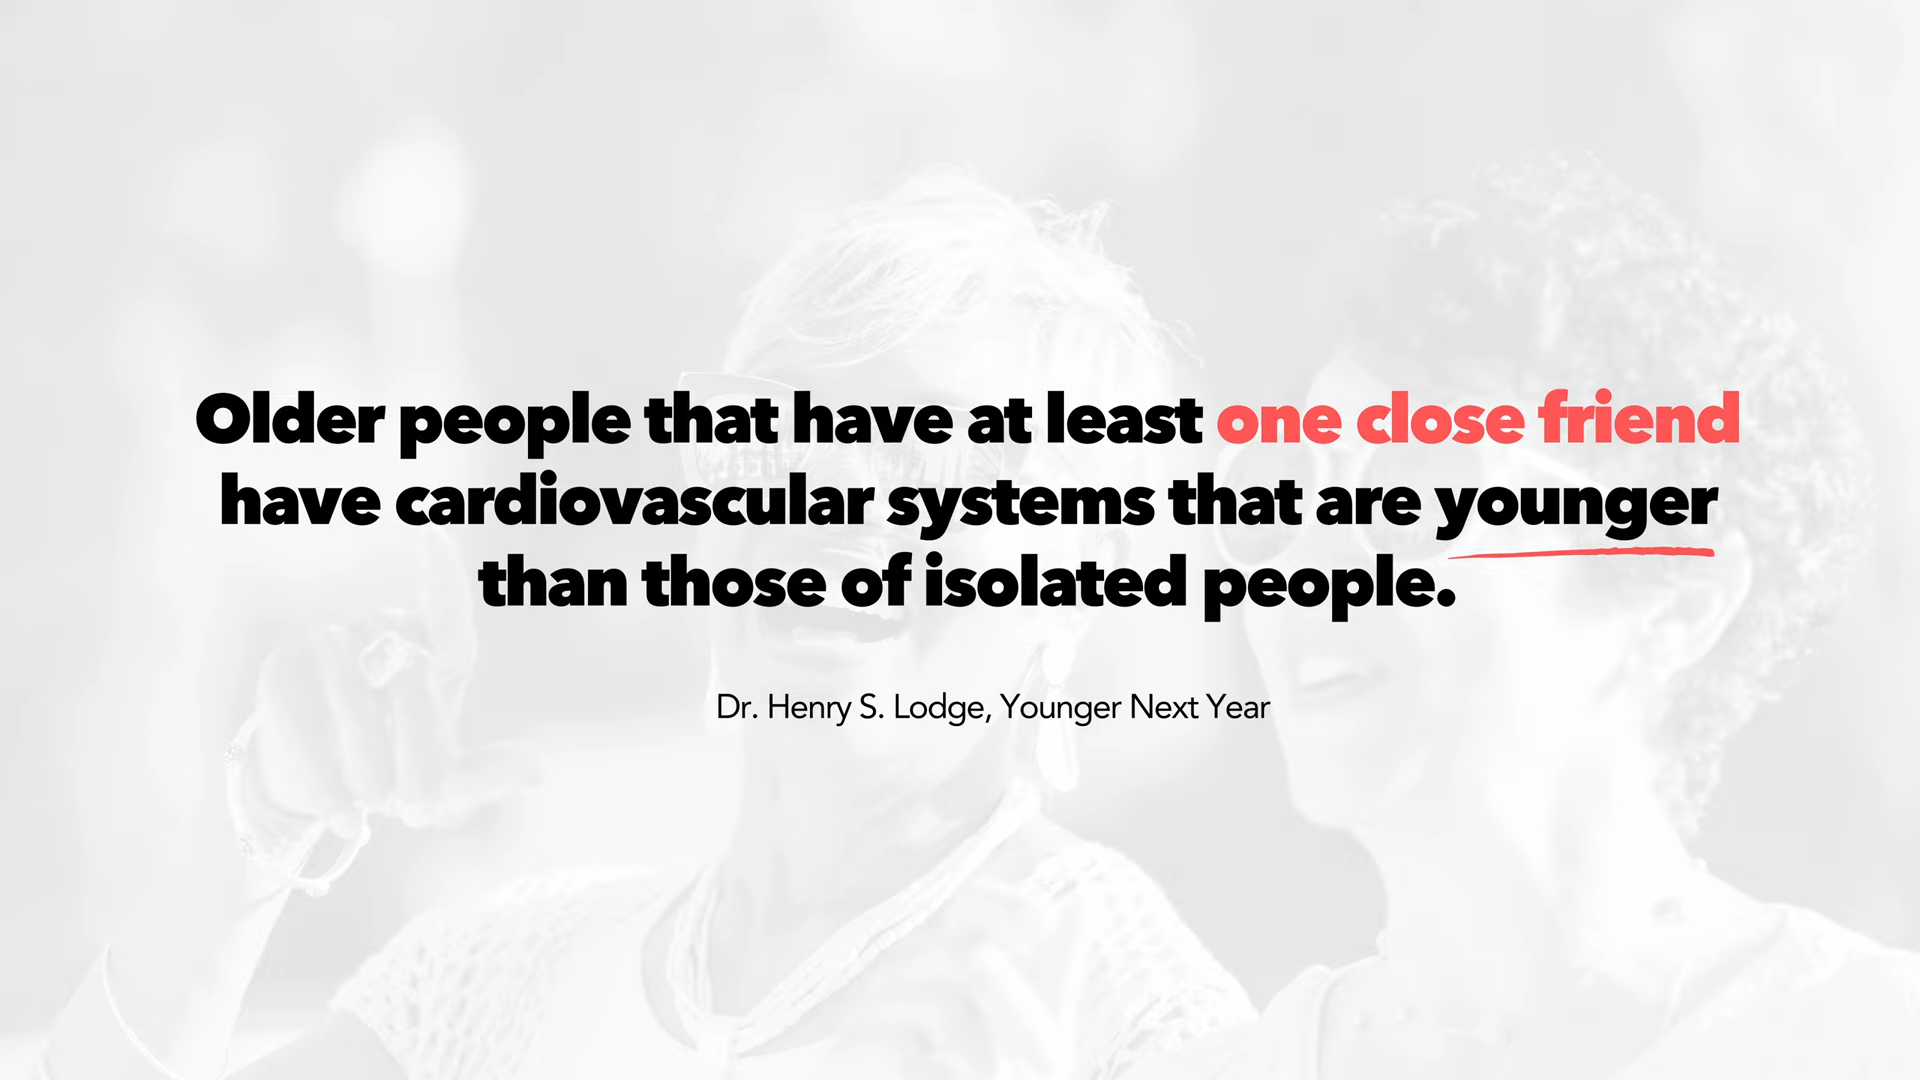 Older people that have at least one close friend
have cardiovascular systems that are younger
than those of isolated people.
Dr. Henry S. Lodge, Younger Next Year